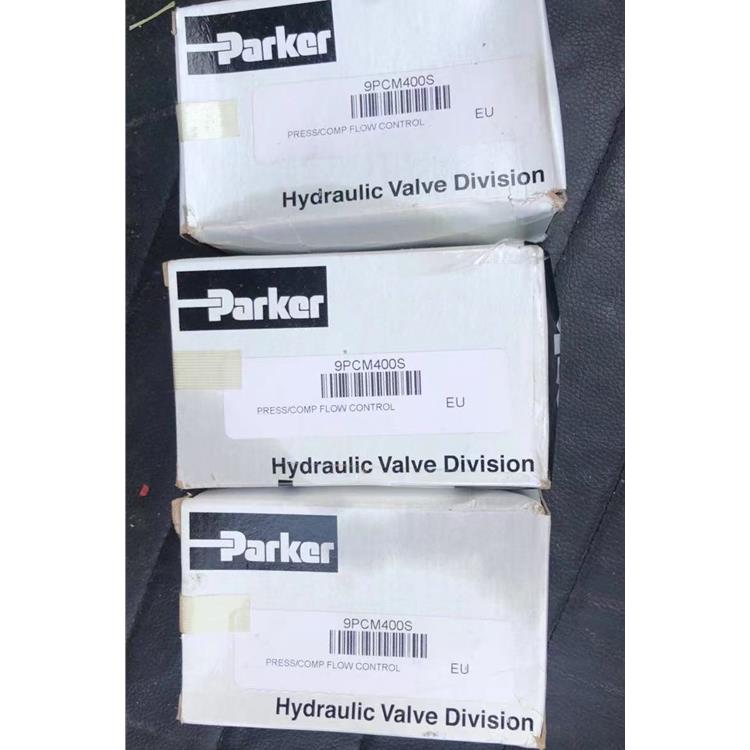 Parker
9PCM400S
PRESS/COMP FLOW CONTROL
EU
Hydraulic Valve Division
Parker
9PCM400S
PRESS/COMP FLOW CONTROL
EU
Hydraulic Valve Division
Parker
9PCM400S
PRESS/COMP FLOW CONTROL
EU
Hydraulic Valve Division